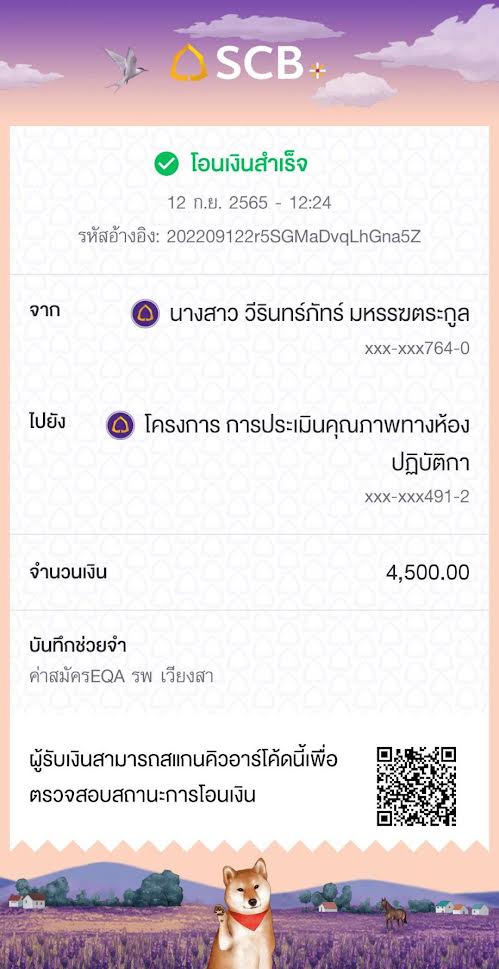 SCB
โอนเงินสำเร็จ
12 ก.ย. 2565 - 12:24
รหัสอ้างอิง: 202209122r5SGMaDvqLhGna5Z
จาก
นางสาว วีรินทร์ภัทร์ มหรรฆตระกูล
xxx-xxx764-0
ไปยัง
โครงการ การประเมินคุณภาพทางห้อง
ปฏิบัติกา
xxx-xxx491-2
จำนวนเงิน 4,500.00
บันทึกช่วยจำ
ค่าสมัครEQA รพ เวียงสา
ผู้รับเงินสามารถสแกนคิวอาร์โค้ดนี้เพื่อ
ตรวจสอบสถานะการโอนเงิน